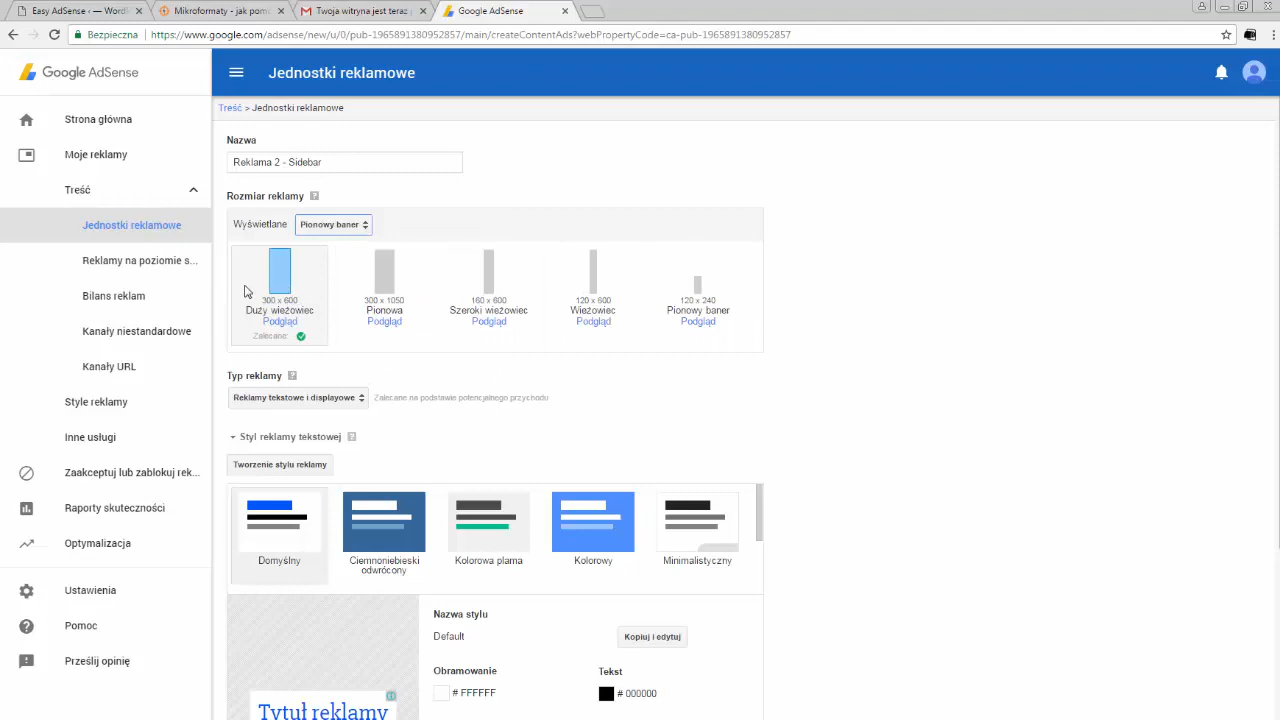 Easy AdSense — WordI
Mikroformaty - jak pom
Twoja witryna jest teraz
Google AdSense
Bezpieczna
https://www.google.com/adsense/new/u/0/pub-1965891380952857/main/createContentAds?webPropertyCode=ca-pub-1965891380952857
Google AdSense
Jednostki reklamowe
Treść > Jednostki reklamowe
Strona główna
Moje reklamy
Treść
Jednostki reklamowe
Reklamy na poziomie s...
Bilans reklam
Kanały niestandardowe
Kanały URL
Style reklamy
Inne usługi
Zaakceptuj lub zablokuj rek...
Raporty skuteczności
Optymalizacja
Ustawienia
Pomoc
Prześlij opinię
Nazwa
Reklama 2 - Sidebar
Rozmiar reklamy ?
Wyświetlane Pionowy baner
300 x 600
Duży wieżowiec
Podgląd
Zalecane:
300 x 1050
Pionowa
Podgląd
160 x 600
Szeroki wieżowiec
Podgląd
120 x 600
Wieżowiec
Podgląd
120 x 240
Pionowy baner
Podgląd
Typ reklamy ?
Reklamy tekstowe i displayowe Zalecane na podstawie potencjalnego przychodu
Styl reklamy tekstowej ?
Tworzenie stylu reklamy
Domyślny
Ciemnoniebieski
odwrócony
Kolorowa plama
Kolorowy
Minimalistyczny
Nazwa stylu
Default
Kopiuj i edytuj
Obramowanie
# FFFFFF
Tekst
# 000000
Tytuł reklamy